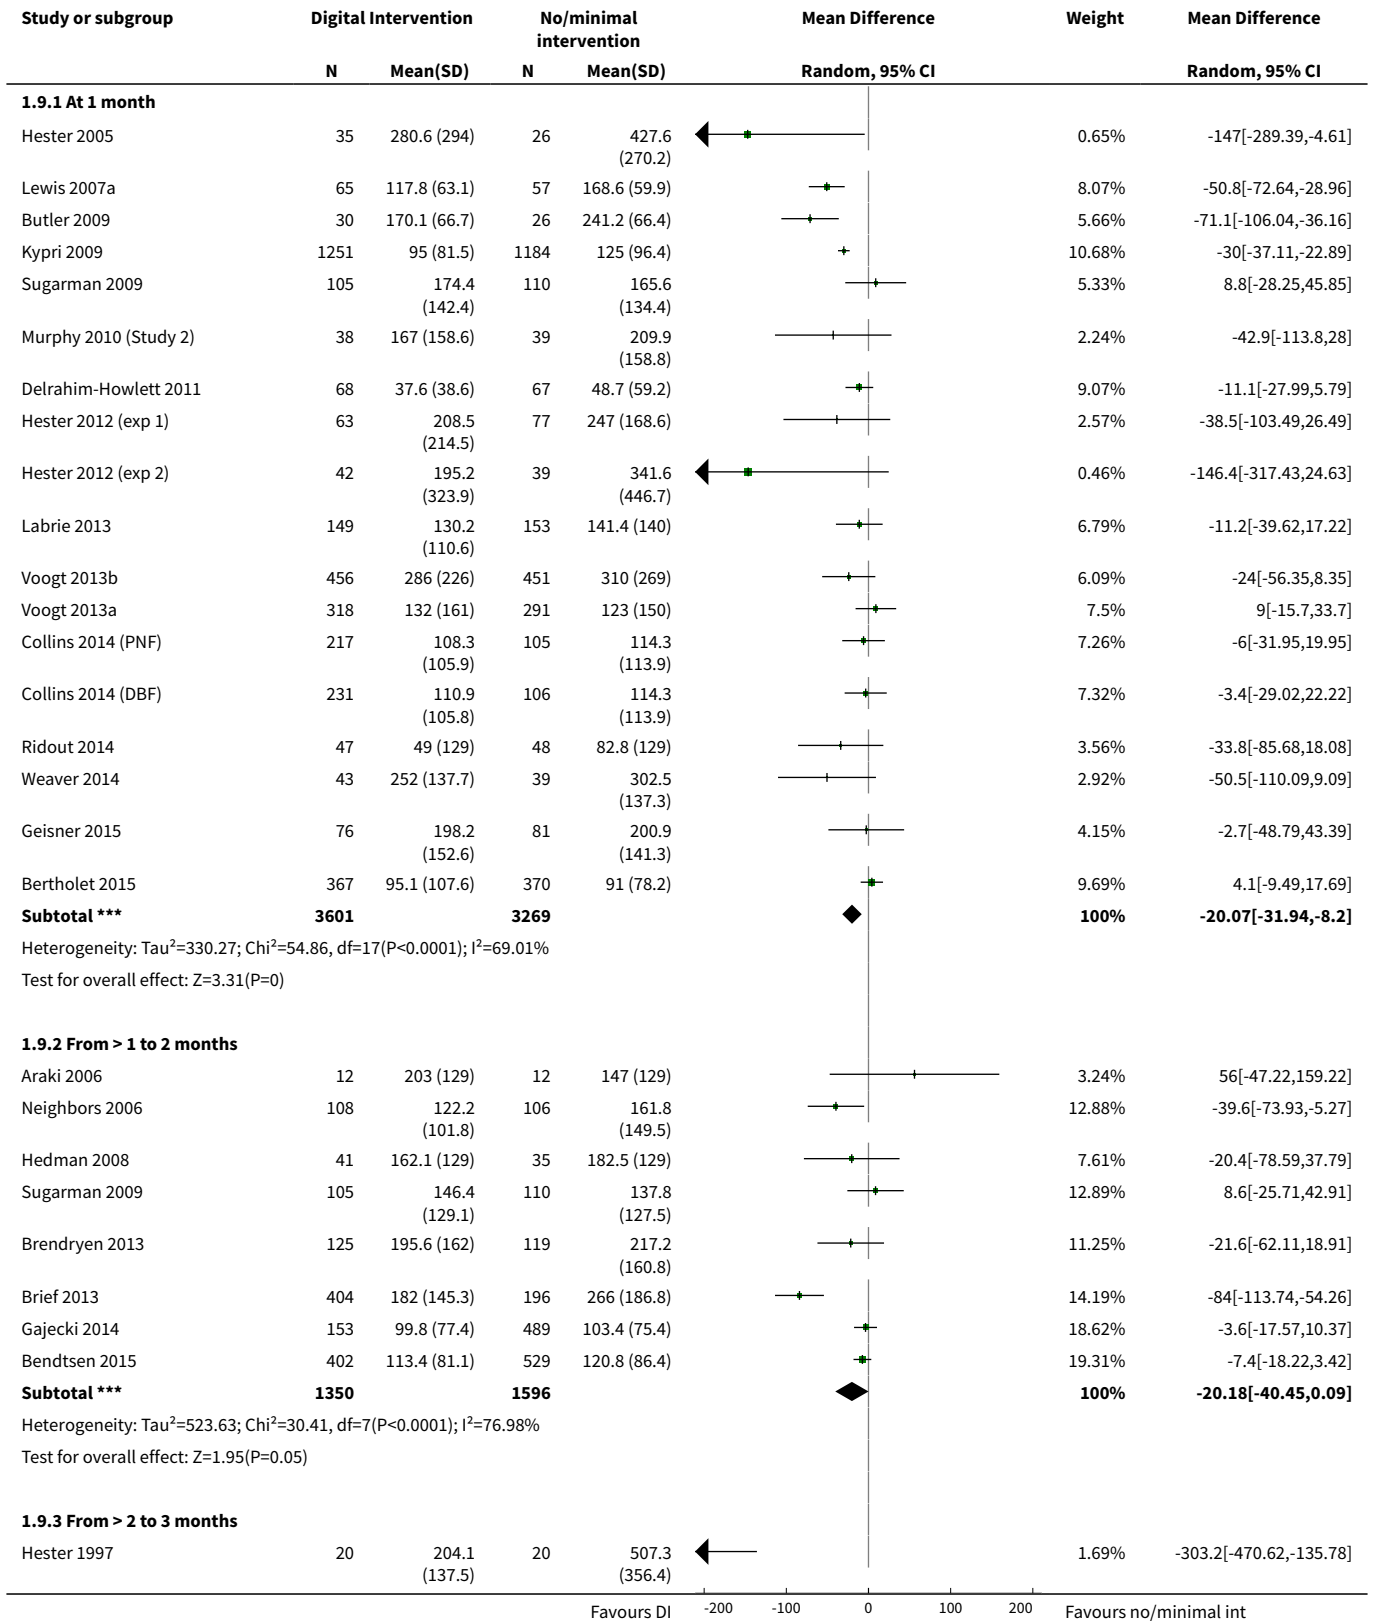 Study or subgroup Digital Intervention No/minimal Mean Difference Weight Mean Difference
intervention
N Mean(SD) N Mean(SD) Random, 95% CI Random, 95% CI
1.9.1 At 1 month
Hester 2005 35 280.6 (294) 26 427.6 0.65% -147[-289.39,-4.61]
(270.2)
Lewis 2007a 65 117.8 (63.1) 57 168.6 (59.9) 8.07% -50.8[-72.64,-28.96]
Butler 2009 30 170.1 (66.7) 26 241.2 (66.4) 5.66% -71.1[-106.04,-36.16]
Kypri 2009 1251 95 (81.5) 1184 125 (96.4) 10.68% -30[-37.11,-22.89]
Sugarman 2009 105 174.4 110 165.6 5.33% 8.8[-28.25,45.85]
(142.4) (134.4)
Murphy 2010 (Study 2) 38 167 (158.6) 39 209.9 2.24% -42.9[-113.8,28]
(158.8)
Delrahim-Howlett 2011 68 37.6 (38.6) 67 48.7 (59.2) 9.07% -11.1[-27.99,5.79]
Hester 2012 (exp 1) 63 208.5 77 247 (168.6) 2.57% -38.5[-103.49,26.49]
(214.5)
Hester 2012 (exp 2) 42 195.2 39 341.6 0.46% -146.4[-317.43,24.63]
(323.9) (446.7)
Labrie 2013 149 130.2 153 141.4 (140) 6.79% -11.2[-39.62,17.22]
(110.6)
Voogt 2013b 456 286 (226) 451 310 (269) 6.09% -24[-56.35,8.35]
Voogt 2013a 318 132 (161) 291 123 (150) 7.5% 9[-15.7,33.7]
Collins 2014 (PNF) 217 108.3 105 114.3 7.26% -6[-31.95,19.95]
(105.9) (113.9)
Collins 2014 (DBF) 231 110.9 106 114.3 7.32% -3.4[-29.02,22.22]
(105.8) (113.9)
Ridout 2014 47 49 (129) 48 82.8 (129) 3.56% -33.8[-85.68,18.08]
Weaver 2014 43 252 (137.7) 39 302.5 2.92% -50.5[-110.09,9.09]
(137.3)
Geisner 2015 76 198.2 81 200.9 4.15% -2.7[-48.79,43.39]
(152.6) (141.3)
Bertholet 2015 367 95.1 (107.6) 370 91 (78.2) 9.69% 4.1[-9.49,17.69]
Subtotal *** 3601 3269 100% -20.07[-31.94,-8.2]
Heterogeneity: Tau²=330.27; Chi²=54.86, df=17(P<0.0001); I²=69.01%
Test for overall effect: Z=3.31(P=0)
1.9.2 From > 1 to 2 months
Araki 2006 12 203 (129) 12 147 (129) 3.24% 56[-47.22,159.22]
Neighbors 2006 108 122.2 106 161.8 12.88% -39.6[-73.93,-5.27]
(101.8) (149.5)
Hedman 2008 41 162.1 (129) 35 182.5 (129) 7.61% -20.4[-78.59,37.79]
Sugarman 2009 105 146.4 110 137.8 12.89% 8.6[-25.71,42.91]
(129.1) (127.5)
Brendryen 2013 125 195.6 (162) 119 217.2 11.25% -21.6[-62.11,18.91]
(160.8)
Brief 2013 404 182 (145.3) 196 266 (186.8) 14.19% -84[-113.74,-54.26]
Gajecki 2014 153 99.8 (77.4) 489 103.4 (75.4) 18.62% -3.6[-17.57,10.37]
Bendtsen 2015 402 113.4 (81.1) 529 120.8 (86.4) 19.31% -7.4[-18.22,3.42]
Subtotal *** 1350 1596 100% -20.18[-40.45,0.09]
Heterogeneity: Tau²=523.63; Chi²=30.41, df=7(P<0.0001); I²=76.98%
Test for overall effect: Z=1.95(P=0.05)
1.9.3 From > 2 to 3 months
Hester 1997 20 204.1 20 507.3 1.69% -303.2[-470.62,-135.78]
(137.5) (356.4)
Favours DI -200 -100 0 100 200 Favours no/minimal int